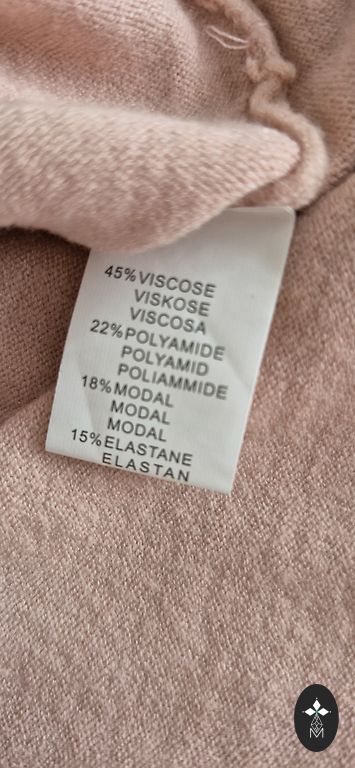 45% VISCOSE
VISKOSE
VISCOSA
22% POLYAMIDE
POLYAMID
POLIAMMIDE
18% MODAL
MODAL
MODAL
15% ELASTANE
ELASTAN
M